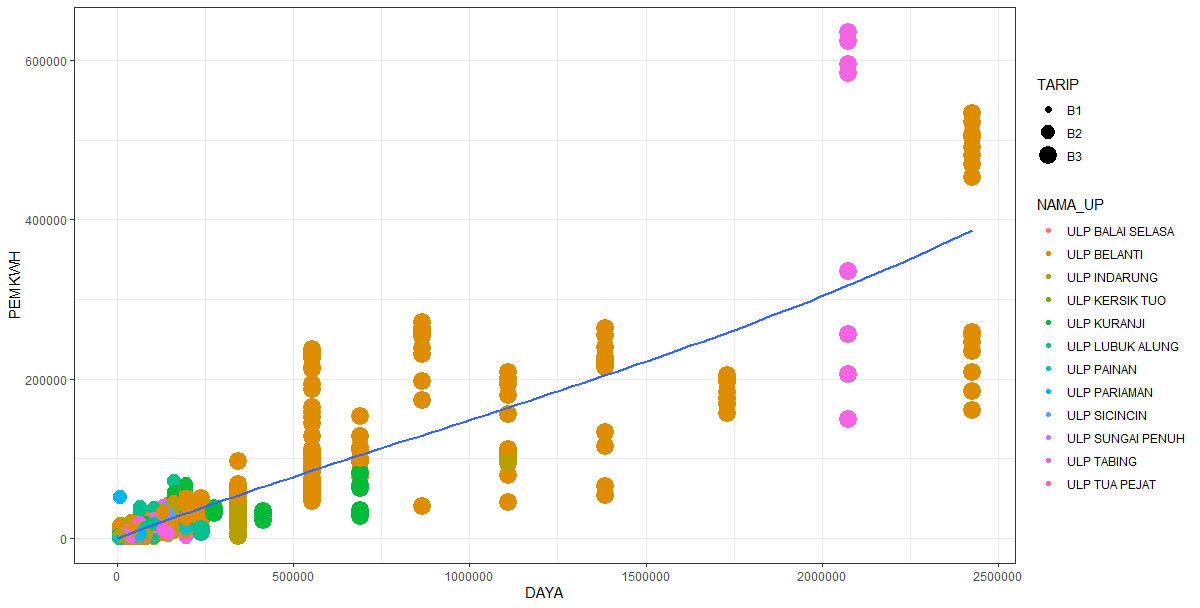 PEMKWH
600000
400000
200000
0
0
500000
1000000
1500000
2000000
2500000
DAYA
TARIP
B1
B2
B3
NAMA_UP
ULP BALAI SELASA
ULP BELANTI
ULP INDARUNG
ULP KERSIK TUO
ULP KURANJI
ULP LUBUK ALUNG
ULP PAINAN
ULP PARIAMAN
ULP SICINCIN
ULP SUNGAI PENUH
ULP TABING
ULP TUA PEJAT